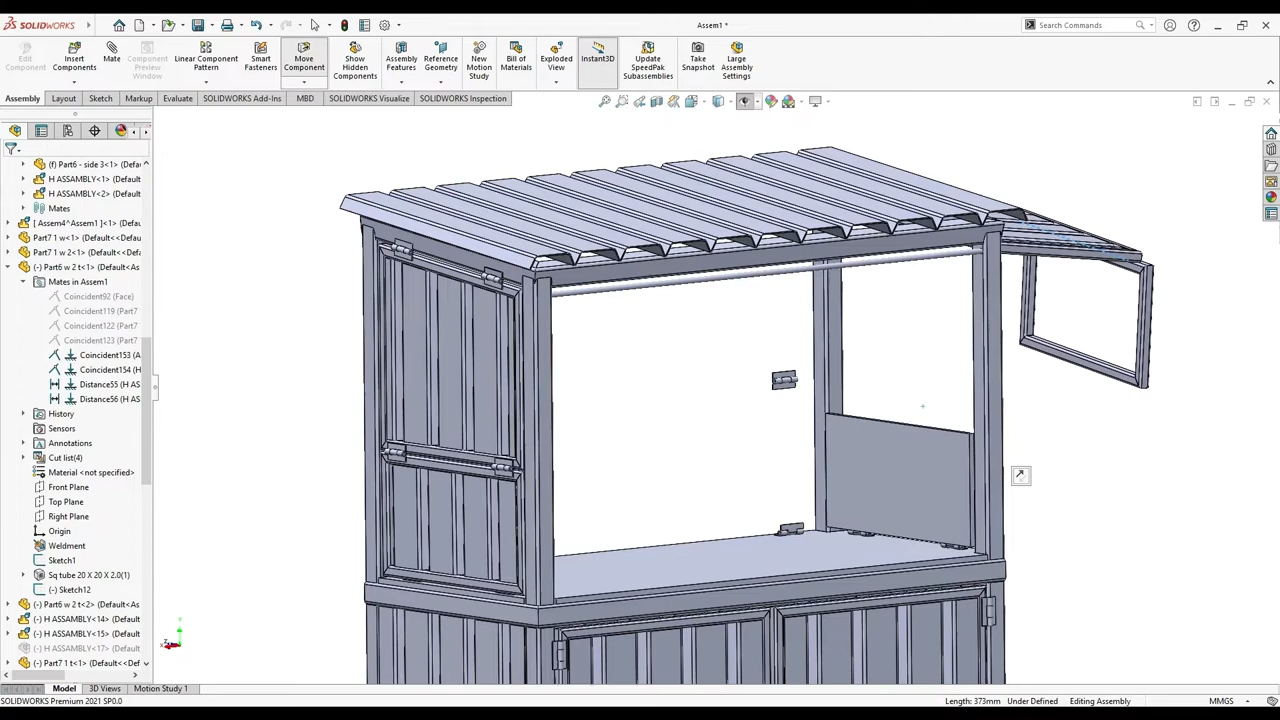 SOLIDWORKS
Assem1 *
Search Commands
Edit Component
Insert Components
Mate
Component Preview Window
Linear Component Pattern
Smart Fasteners
Move Component
Show Hidden Components
Assembly Features
Reference Geometry
New Motion Study
Bill of Materials
Exploded View
Instant3D
Update SpeedPak Subassemblies
Take Snapshot
Large Assembly Settings
Assembly
Layout
Sketch
Markup
Evaluate
SOLIDWORKS Add-Ins
MBD
SOLIDWORKS Visualize
SOLIDWORKS Inspection
(f) Part6 - side 3<1> (Defau
H ASSEMBLY<1> (Default
H ASSEMBLY<2> (Default
Mates
[ Assem4^Assem1 ]<1> (Default
Part7 1 w<1> (Default<<Defa
Part7 1 w 2<1> (Default<<De
(-) Part6 w 2 t<1> (Default<As
Mates in Assem1
Coincident92 (Face)
Coincident119 (Part7
Coincident122 (Part7
Coincident123 (Part7
Coincident153 (A
Coincident154 (H
Distance55 (H AS
Distance56 (H AS
History
Sensors
Annotations
Cut list(4)
Material <not specified>
Front Plane
Top Plane
Right Plane
Origin
Weldment
Sketch1
Sq tube 20 X 20 X 2.0(1)
(-) Sketch12
(-) Part6 w 2 t<2> (Default<As
(-) H ASSEMBLY<14> (Default
(-) H ASSEMBLY<15> (Default
(-) H ASSEMBLY<17> (Default
(-) Part7 1 t<1> (Default<<Def
Model
3D Views
Motion Study 1
SOLIDWORKS Premium 2021 SP0.0
Length: 373mm
Under Defined
Editing Assembly
MMGS